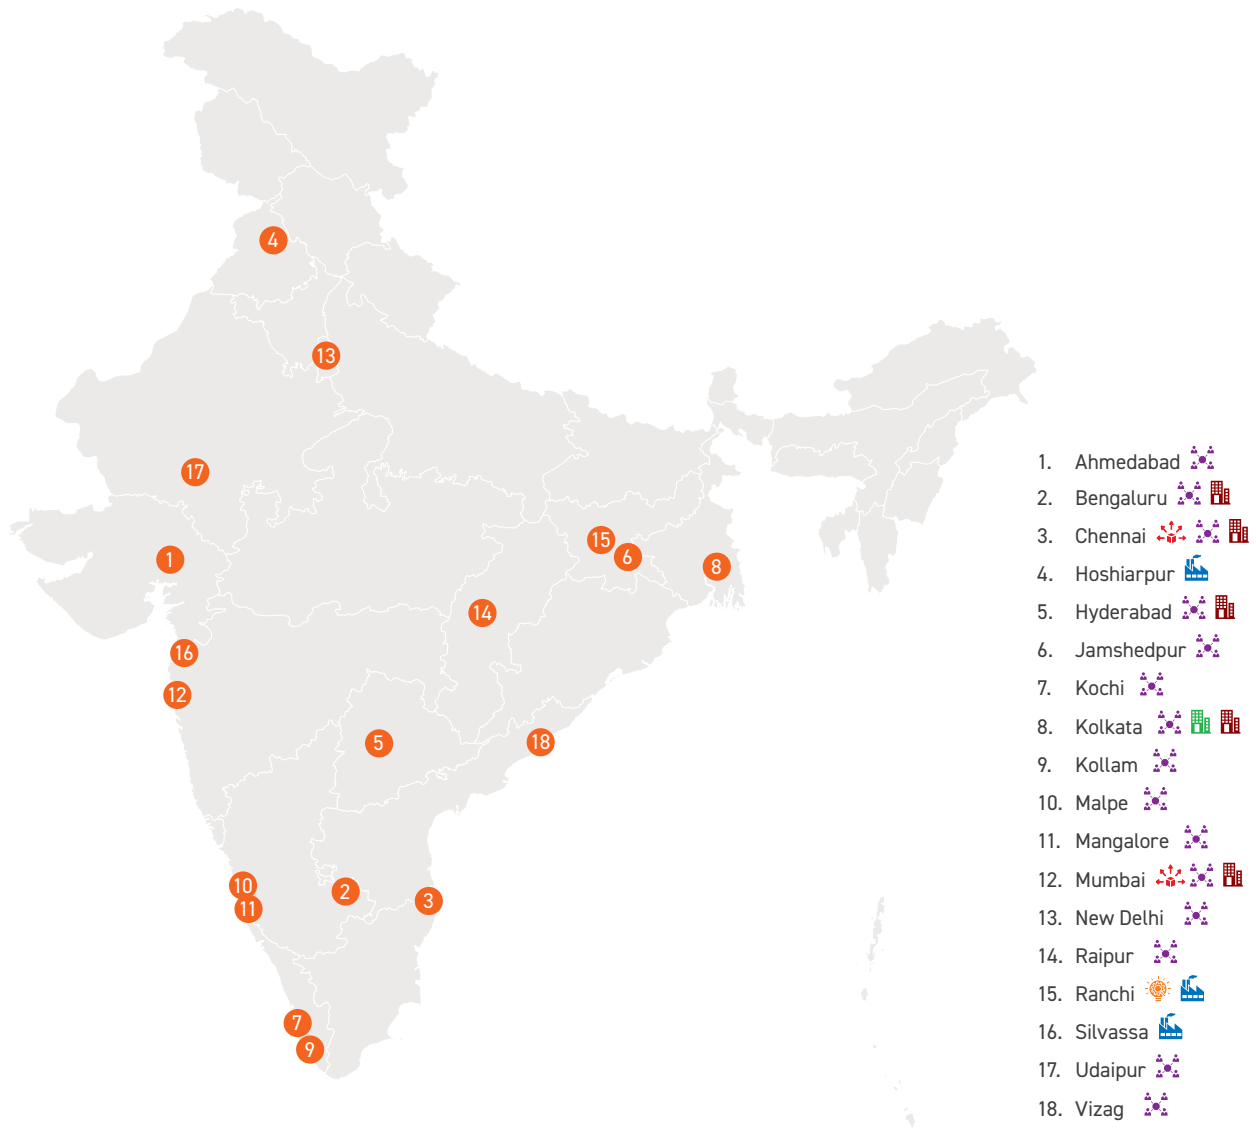 4
13
17
1
15
6
8
14
16
12
5
18
10
11
2
3
7
9
1. Ahmedabad
2. Bengaluru
3. Chennai
4. Hoshiarpur
5. Hyderabad
6. Jamshedpur
7. Kochi
8. Kolkata
9. Kollam
10. Malpe
11. Mangalore
12. Mumbai
13. New Delhi
14. Raipur
15. Ranchi
16. Silvassa
17. Udaipur
18. Vizag